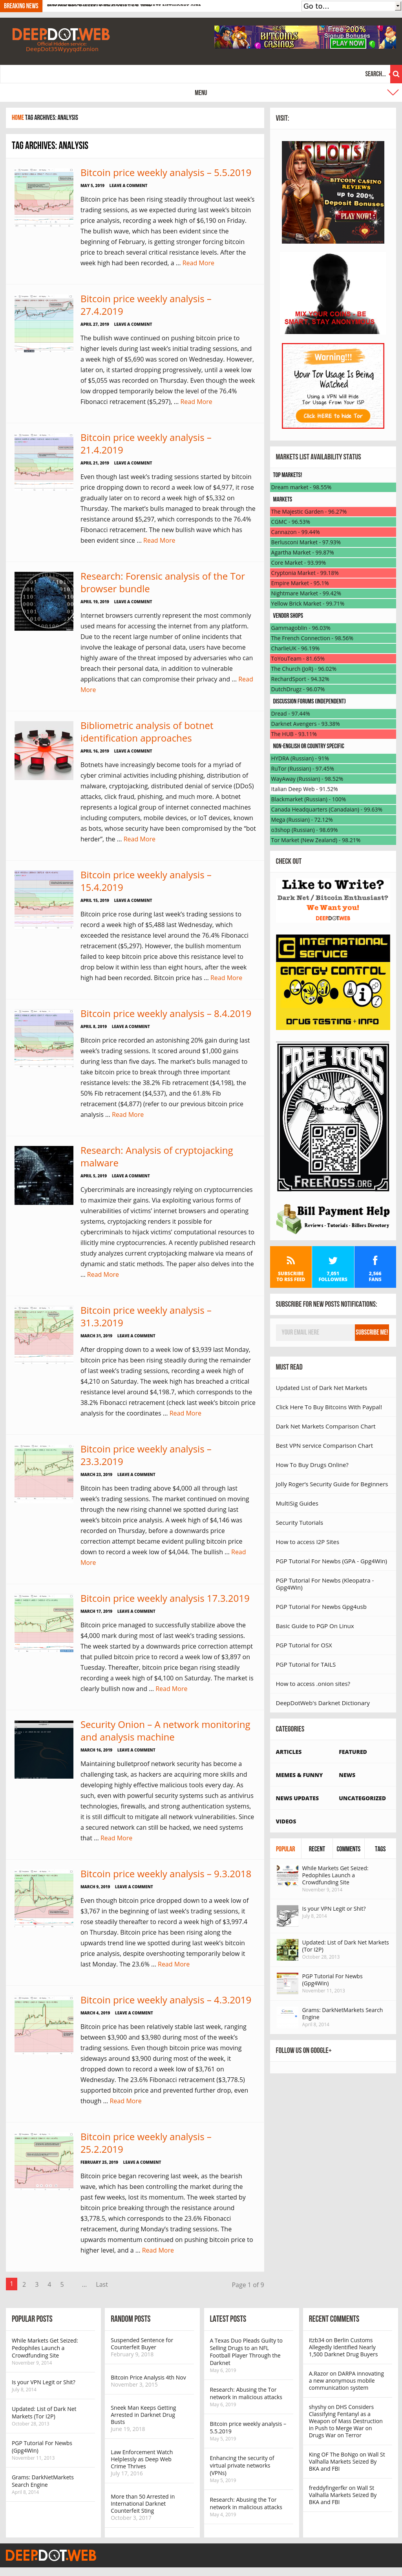 BREAKING NEWS
Go to...
DEEPDOTWEB
Official Hidden service:
DeepDot35Wvyyqdf.onion
BITCOIN CASINOS
Free 200%
Signup Bonuses
PLAY NOW
SEARCH...
MENU
HOME TAG ARCHIVES: ANALYSIS
TAG ARCHIVES: ANALYSIS
Bitcoin price weekly analysis – 5.5.2019
MAY 5, 2019 LEAVE A COMMENT
Bitcoin price has been rising steadily throughout last week's
trading sessions, as we expected during last week's bitcoin
price analysis, recording a week high of $6,190 on Friday.
The bullish wave, which has been evident since the
beginning of February, is getting stronger forcing bitcoin
price to breach several critical resistance levels. After the
week high had been recorded, a ... Read More
Bitcoin price weekly analysis –
27.4.2019
APRIL 27, 2019 LEAVE A COMMENT
The bullish wave continued on pushing bitcoin price to
higher levels during last week's initial trading sessions, and
a week high of $5,690 was scored on Wednesday. However,
later on, it started dropping progressively, until a week low
of $5,055 was recorded on Thursday. Even though the week
low dropped temporarily below the level of the 76.4%
Fibonacci retracement ($5,297), ... Read More
Bitcoin price weekly analysis –
21.4.2019
APRIL 21, 2019 LEAVE A COMMENT
Even though last week's trading sessions started by bitcoin
price dropping down to record a week low of $4,977, it rose
gradually later on to score a week high of $5,332 on
Thursday. The market's bulls managed to break through the
resistance around $5,297, which corresponds to the 76.4%
Fibonacci retracement. The new bullish wave which has
been evident since ... Read More
Research: Forensic analysis of the Tor
browser bundle
APRIL 19, 2019 LEAVE A COMMENT
Internet browsers currently represent the most commonly
used means for accessing the internet from any platform.
Due to the recent large number of cyberattacks and
incidents involving leakage of personal data, users became
alarmed to the higher threat imposed by adversaries who can
breach their personal data, in addition to vulnerable
applications that can compromise their privacy and ... Read
More
Bibliometric analysis of botnet
identification approaches
APRIL 16, 2019 LEAVE A COMMENT
Botnets have increasingly become tools for a myriad of
cyber criminal activities including phishing, distribution of
malware, cryptojacking, distributed denial of service (DDoS)
attacks, click fraud, phishing, and much more. A botnet
represents a logical group of internet connected machines
including computers, mobile devices, or IoT devices, known
as bots, whose security have been compromised by the "bot
herder", the ... Read More
Bitcoin price weekly analysis –
15.4.2019
APRIL 15, 2019 LEAVE A COMMENT
Bitcoin price rose during last week's trading sessions to
record a week high of $5,488 last Wednesday, which
exceeded the resistance level around the 76.4% Fibonacci
retracement ($5,297). However, the bullish momentum
failed to keep bitcoin price above this resistance level, to
drop below it within less than eight hours, after the week
high had been recorded. Bitcoin price has ... Read More
Bitcoin price weekly analysis – 8.4.2019
APRIL 8, 2019 LEAVE A COMMENT
Bitcoin price recorded an astonishing 20% gain during last
week's trading sessions. It scored around $1,000 gains
among less than five days. The market's bulls managed to
take bitcoin price to break through three important
resistance levels: the 38.2% Fib retracement ($4,198), the
50% Fib retracement ($4,537), and the 61.8% Fib
retracement ($4,877) (refer to our previous bitcoin price
analysis ... Read More
Research: Analysis of cryptojacking
malware
APRIL 5, 2019 LEAVE A COMMENT
Cybercriminals are increasingly relying on cryptocurrencies
to maximize their income. Via exploiting various forms of
vulnerabilities of victims' internet browsers and operating
systems, cryptojacking renders it possible for
cybercriminals to hijack victims' computational resources to
illicitly mine cryptocurrencies. A recently published research
study analyzes current cryptojacking malware via means of
dynamic and static methods. The paper also delves into the
... Read More
Bitcoin price weekly analysis –
31.3.2019
MARCH 31, 2019 LEAVE A COMMENT
After dropping down to a week low of $3,939 last Monday,
bitcoin price has been rising steadily during the remainder
of last week's trading sessions, recording a week high of
$4,210 on Saturday. The week high has breached a critical
resistance level around $4,198.7, which corresponds to the
38.2% Fibonacci retracement (check last week's bitcoin price
analysis for the coordinates ... Read More
Bitcoin price weekly analysis –
23.3.2019
MARCH 23, 2019 LEAVE A COMMENT
Bitcoin has been trading above $4,000 all through last
week's trading sessions. The market continued on moving
through the new rising channel we spotted during last
week's bitcoin price analysis. A week high of $4,146 was
recorded on Thursday, before a downwards price
correction attempt became evident pulling bitcoin price
down to record a week low of $4,044. The bullish ... Read
More
Bitcoin price weekly analysis 17.3.2019
MARCH 17, 2019 LEAVE A COMMENT
Bitcoin price managed to successfully stabilize above the
$4,000 mark during most of last week's trading sessions.
The week started by a downwards price correction attempt
that pulled the price to record a week low of $3,897 on
Tuesday. Thereafter, bitcoin price began rising steadily
recording a week high of $4,100 on Saturday. The market is
clearly bullish now and ... Read More
Security Onion – A network monitoring
and analysis machine
MARCH 16, 2019 LEAVE A COMMENT
Maintaining bulletproof network security has become a
challenging task, as hackers are acquiring more skills and
developing highly effective malicious tools every day. As
such, even with powerful security systems such as antivirus
technologies, firewalls, and strong authentication systems,
it is still difficult to mitigate all network vulnerabilities. Since
a secured network can still be hacked, we need systems
that ... Read More
Bitcoin price weekly analysis – 9.3.2018
MARCH 9, 2019 LEAVE A COMMENT
Even though bitcoin price dropped down to a week low of
$3,767 in the early hours of the week's trading sessions, it
rose steadily later on to record a week high of $3,997.4
on Thursday. Bitcoin price has been rising along the
upwards moving trend line we spotted during last week's
bitcoin price analysis, despite overshooting temporarily below it
last Monday. The 23.6% ... Read More
Bitcoin price weekly analysis – 4.3.2019
MARCH 4, 2019 LEAVE A COMMENT
Bitcoin price has been relatively stable last week, ranging
between $3,900 and $3,980 during most of the week's
trading sessions. Even though bitcoin price was moving
sideways around $3,900 during most of the week, it
dropped down to record a week low of $3,761 on
Wednesday. The 23.6% Fibonacci retracement ($3,778.5)
supported bitcoin price and prevented further drop, even
though ... Read More
Bitcoin price weekly analysis –
25.2.2019
FEBRUARY 25, 2019 LEAVE A COMMENT
Bitcoin price began recovering last week, as the bearish
wave, which has been controlling the market during the
past few weeks, lost its momentum. The week started by
bitcoin price breaking through the resistance around
$3,778.5, which corresponds to the 23.6% Fibonacci
retracement, during Monday's trading sessions. The
upwards momentum continued on pushing bitcoin price to
higher level, and a ... Read More
1 2 3 4 5 ... Last Page 1 of 9
VISIT:
SLOTS
BITCOIN CASINO
REVIEWS
up to 200%
Deposit Bonus
PLAY NOW!
MIX YOUR COINS - BE
SMART, STAY ANONYMOUS
Warning!!!
Your Tor Usage Is Being
Watched
Using a VPN will Hide
Tor Usage From Your ISP
Click HERE to hide Tor
MARKETS LIST AVAILABILITY STATUS
TOP MARKETS!
Dream market - 98.55%
MARKETS
The Majestic Garden - 96.27%
CGMC - 96.53%
Cannazon - 99.44%
Berlusconi Market - 97.93%
Agartha Market - 99.87%
Core Market - 93.99%
Cryptonia Market - 99.18%
Empire Market - 95.1%
Nightmare Market - 99.42%
Yellow Brick Market - 99.71%
VENDOR SHOPS
Gammagoblin - 96.03%
The French Connection - 98.56%
CharlieUK - 96.19%
ToYouTeam - 81.65%
The Church (JoR) - 96.02%
RechardSport - 94.32%
DutchDrugz - 96.07%
DISCUSSION FORUMS (INDEPENDENT)
Dread - 97.44%
Darknet Avengers - 93.38%
The HUB - 93.11%
NON-ENGLISH OR COUNTRY SPECIFIC
HYDRA (Russian) - 91%
RuTor (Russian) - 97.45%
WayAway (Russian) - 98.52%
Italian Deep Web - 91.52%
Blackmarket (Russian) - 100%
Canada Headquarters (Canadaian) - 99.63%
Mega (Russian) - 72.12%
o3shop (Russian) - 98.69%
Tor Market (New Zealand) - 98.21%
CHECK OUT
Like to Write?
Dark Net / Bitcoin Enthusiast?
We Want you!
DEEPDOTWEB
INTERNATIONAL
SERVICE
ENERGY CONTROL
DRUG TESTING + INFO
FREE ROSS
FREEROSS.ORG
Bill Payment Help
Reviews - Tutorials - Billers Directory
SUBSCRIBE
TO RSS FEED
7,951
FOLLOWERS
2,566
FANS
SUBSCRIBE FOR NEW POSTS NOTIFICATIONS:
YOUR EMAIL HERE
SUBSCRIBE ME!
MUST READ
Updated List of Dark Net Markets
Click Here To Buy Bitcoins With Paypal!
Dark Net Markets Comparison Chart
Best VPN service Comparison Chart
How To Buy Drugs Online?
Jolly Roger's Security Guide for Beginners
MultiSig Guides
Security Tutorials
How to access I2P Sites
PGP Tutorial For Newbs (GPA - Gpg4Win)
PGP Tutorial For Newbs (Kleopatra -
Gpg4Win)
PGP Tutorial For Newbs Gpg4usb
Basic Guide to PGP On Linux
PGP Tutorial for OSX
PGP Tutorial for TAILS
How to access .onion sites?
DeepDotWeb's Darknet Dictionary
CATEGORIES
ARTICLES FEATURED
MEMES & FUNNY NEWS
NEWS UPDATES UNCATEGORIZED
VIDEOS
POPULAR RECENT COMMENTS TAGS
While Markets Get Seized:
Pedophiles Launch a
Crowdfunding Site
November 9, 2014
Is your VPN Legit or Shit?
July 8, 2014
Updated: List of Dark Net Markets
(Tor I2P)
October 28, 2013
PGP Tutorial For Newbs
(Gpg4Win)
November 11, 2013
Grams: DarkNetMarkets Search
Engine
April 8, 2014
FOLLOW US ON GOOGLE+
POPULAR POSTS
While Markets Get Seized:
Pedophiles Launch a
Crowdfunding Site
November 9, 2014
Is your VPN Legit or Shit?
July 8, 2014
Updated: List of Dark Net
Markets (Tor I2P)
October 28, 2013
PGP Tutorial For Newbs
(Gpg4Win)
November 11, 2013
Grams: DarkNetMarkets
Search Engine
April 8, 2014
RANDOM POSTS
Suspended Sentence for
Counterfeit Buyer
February 9, 2018
Bitcoin Price Analysis 4th Nov
November 3, 2015
Sneek Man Keeps Getting
Arrested in Darknet Drug
Busts
June 19, 2018
Law Enforcement Watch
Helplessly as Deep Web
Crime Thrives
July 17, 2016
More than 50 Arrested in
International Darknet
Counterfeit Sting
October 3, 2017
LATEST POSTS
A Texas Duo Pleads Guilty to
Selling Drugs to an NFL
Football Player Through the
Darknet
May 6, 2019
Research: Abusing the Tor
network in malicious attacks
May 6, 2019
Bitcoin price weekly analysis –
5.5.2019
May 5, 2019
Enhancing the security of
virtual private networks
(VPNs)
May 5, 2019
Research: Abusing the Tor
network in malicious attacks
May 4, 2019
RECENT COMMENTS
Itzb34 on Berlin Customs
Allegedly Identified Nearly
1,500 Darknet Drug Buyers
A.Razor on DARPA Innovating
a new anonymous mobile
communication system
shyshy on DHS Considers
Classifying Fentanyl as a
Weapon of Mass Destruction
in Push to Merge War on
Drugs War on Terror
King OF The Bohigo on Wall St
Valhalla Markets Seized By
BKA and FBI
freddyfingerfkr on Wall St
Valhalla Markets Seized By
BKA and FBI
DEEPDOTWEB